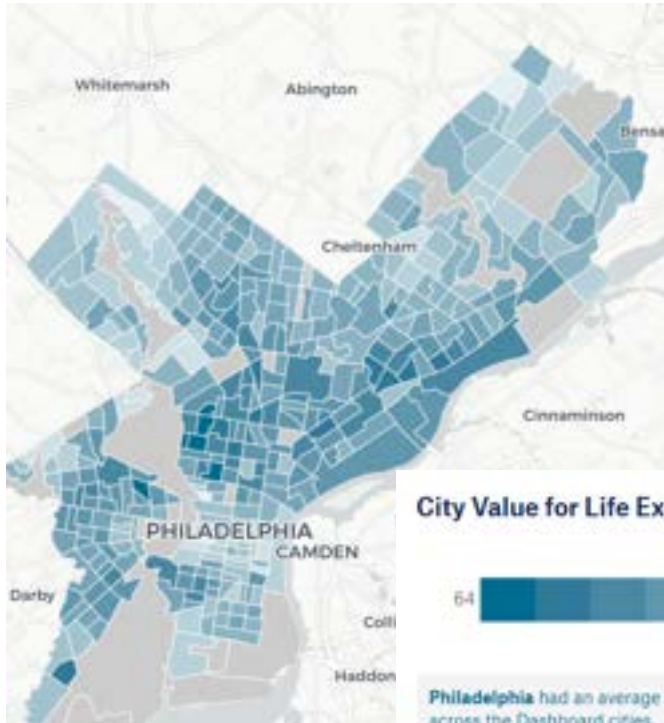 Whitemarsh
Abington
Bensa
Cheltenham
Cinnaminson
PHILADELPHIA
CAMDEN
Darby
Colli
Haddon
City Value for Life Ex
64
Philadelphia had an average
across the Dashboard cities